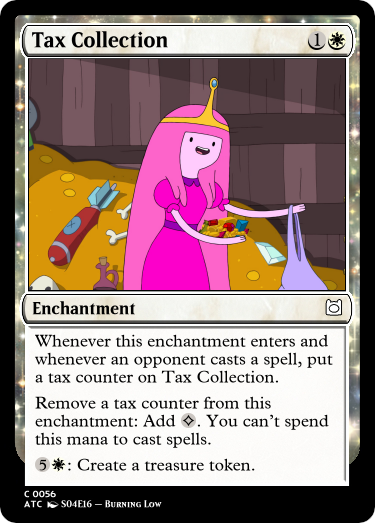 Tax Collection
1
Enchantment
Whenever this enchantment enters and
whenever an opponent casts a spell, put
a tax counter on Tax Collection.
Remove a tax counter from this
enchantment: Add . You can't spend
this mana to cast spells.
5: Create a treasure token.
C 0056
ATC S04E16 – Burning Low